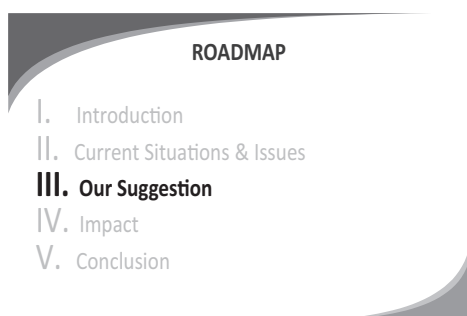 ROADMAP
I. Introduction
II. Current Situations & Issues
III. Our Suggestion
IV. Impact
V. Conclusion